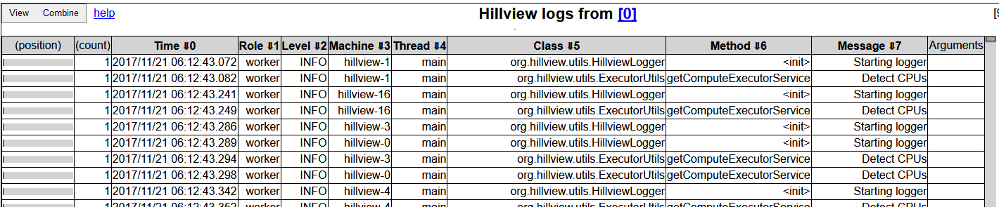 View Combine help Hillview logs from [0]
(position) (count) Time ⇓0 Role ⇓1 Level ⇓2 Machine ⇓3 Thread ⇓4 Class ⇓5 Method ⇓6 Message ⇓7 Arguments
1 2017/11/21 06:12:43.072 worker INFO hillview-1 main org.hillview.utils.HillviewLogger <init> Starting logger
1 2017/11/21 06:12:43.082 worker INFO hillview-1 main org.hillview.utils.ExecutorUtils getComputeExecutorService Detect CPUs
1 2017/11/21 06:12:43.241 worker INFO hillview-16 main org.hillview.utils.HillviewLogger <init> Starting logger
1 2017/11/21 06:12:43.249 worker INFO hillview-16 main org.hillview.utils.ExecutorUtils getComputeExecutorService Detect CPUs
1 2017/11/21 06:12:43.286 worker INFO hillview-3 main org.hillview.utils.HillviewLogger <init> Starting logger
1 2017/11/21 06:12:43.289 worker INFO hillview-0 main org.hillview.utils.HillviewLogger <init> Starting logger
1 2017/11/21 06:12:43.294 worker INFO hillview-3 main org.hillview.utils.ExecutorUtils getComputeExecutorService Detect CPUs
1 2017/11/21 06:12:43.298 worker INFO hillview-0 main org.hillview.utils.ExecutorUtils getComputeExecutorService Detect CPUs
1 2017/11/21 06:12:43.342 worker INFO hillview-4 main org.hillview.utils.HillviewLogger <init> Starting logger
1 2017/11/21 06:12:43.352 worker INFO hillview-4 main org.hillview.utils.ExecutorUtils getComputeExecutorService Detect CPUs